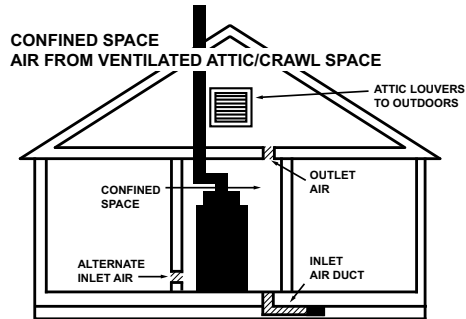 CONFINED SPACE
AIR FROM VENTILATED ATTIC/CRAWL SPACE
ATTIC LOUVERS
TO OUTDOORS
OUTLET
AIR
CONFINED
SPACE
ALTERNATE
INLET AIR
INLET
AIR DUCT